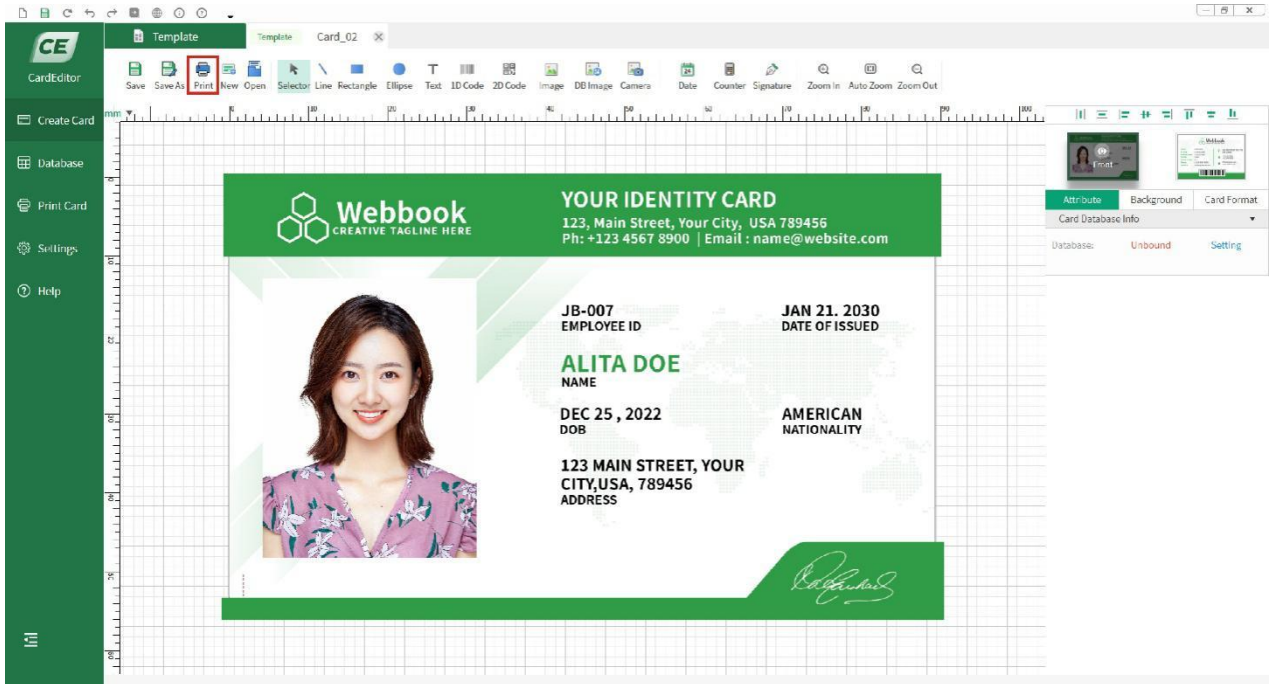 CE
CardEditor
Create Card
Database
Print Card
Settings
Help
Template
Template Card_02
Save Save As Print New Open Selector Line Rectangle Ellipse Text 1D Code 2D Code Image DB Image Camera Date Counter Signature Zoom In Auto Zoom Zoom Out
mm
Webbook
CREATIVE TAGLINE HERE
YOUR IDENTITY CARD
123, Main Street, Your City, USA 789456
Ph: +123 4567 8900 | Email : name@website.com
JB-007
EMPLOYEE ID
JAN 21. 2030
DATE OF ISSUED
ALITA DOE
NAME
DEC 25 , 2022
DOB
AMERICAN
NATIONALITY
123 MAIN STREET, YOUR
CITY,USA, 789456
ADDRESS
Front
Webbook
Attribute Background Card Format
Card Database Info
Database: Unbound Setting